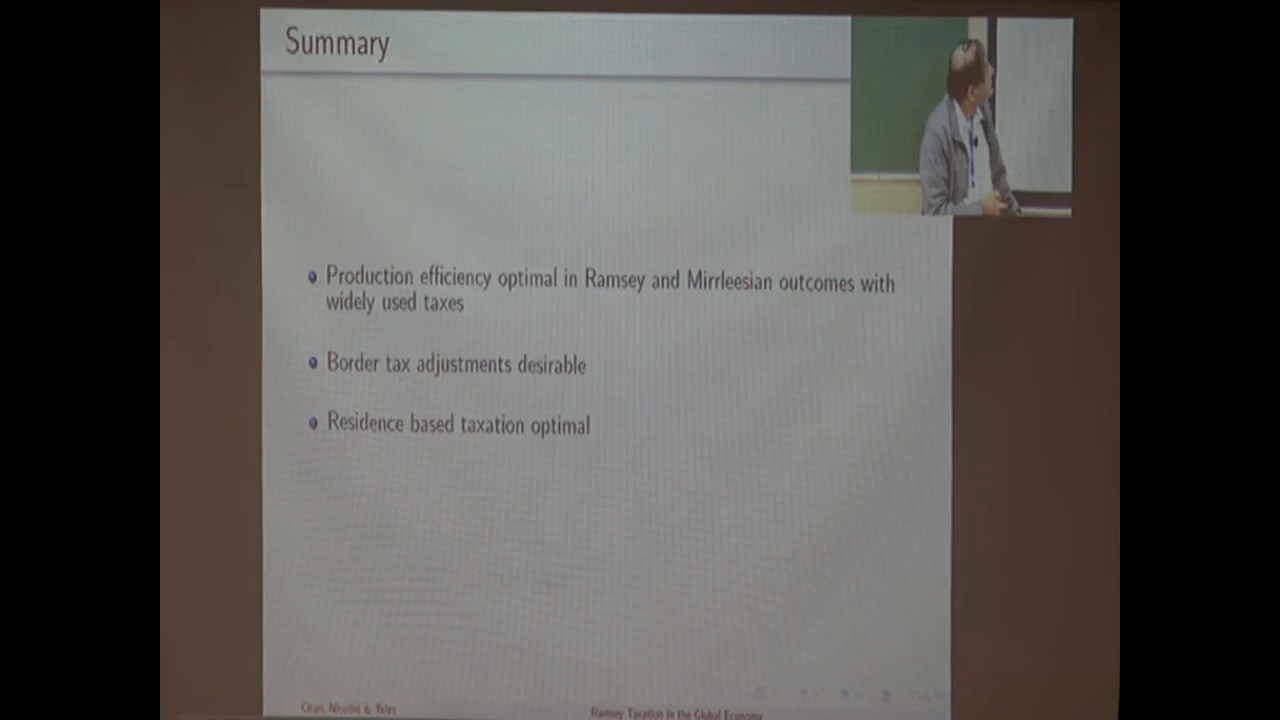 Summary
Production efficiency optimal in Ramsey and Mirrleesian outcomes with
widely used taxes
Border tax adjustments desirable
Residence based taxation optimal
Chari, Nicolini & Teles
Ramsey Taxation in the Global Economy